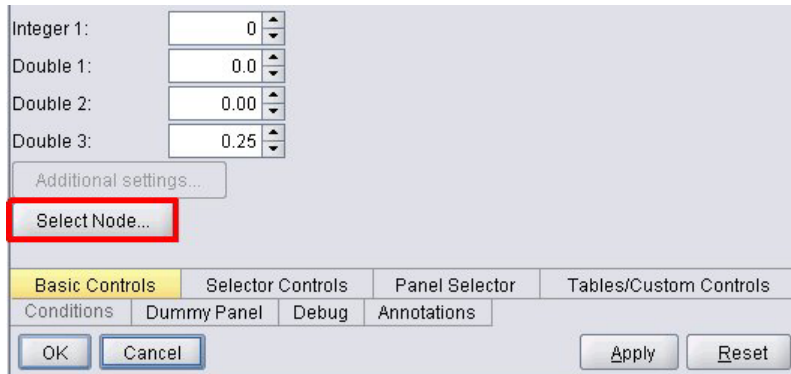 Integer 1: 0
Double 1: 0.0
Double 2: 0.00
Double 3: 0.25
Additional settings...
Select Node...
Basic Controls Selector Controls Panel Selector Tables/Custom Controls
Conditions Dummy Panel Debug Annotations
OK Cancel Apply Reset